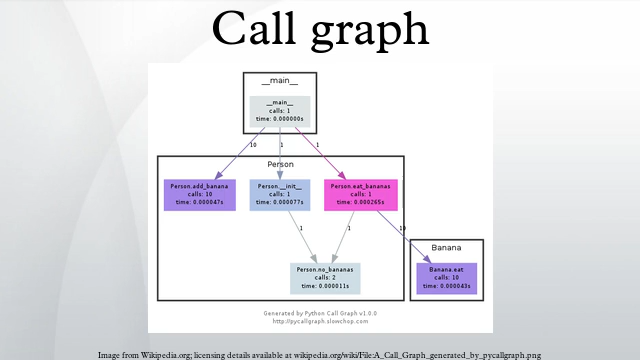 Call graph
__main__
__main__
calls: 1
time: 0.000000s
10
1
1
Person
Person.add_banana
calls: 10
time: 0.000047s
Person.__init__
calls: 1
time: 0.000077s
Person.eat_bananas
calls: 1
time: 0.000265s
1
1
10
Person.no_bananas
calls: 2
time: 0.000011s
Banana
Banana.eat
calls: 10
time: 0.000043s
Generated by Python Call Graph v1.0.0
http://pycallgraph.slowchop.com
Image from Wikipedia.org; licensing details available at wikipedia.org/wiki/File:A_Call_Graph_generated_by_pycallgraph.png